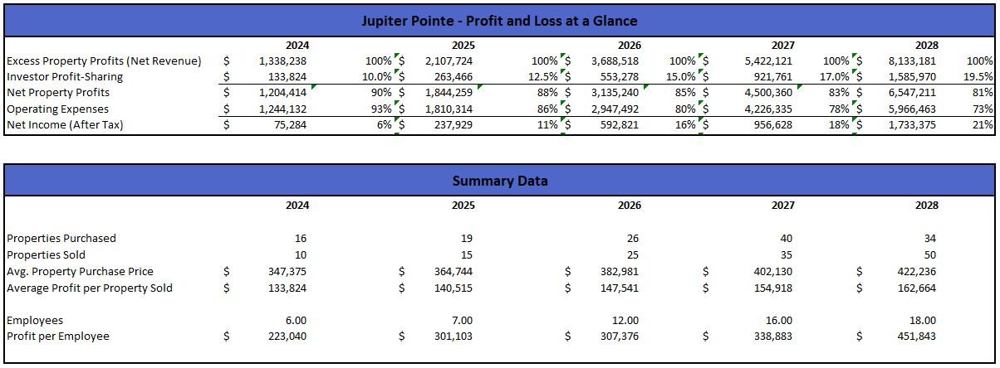 Jupiter Pointe - Profit and Loss at a Glance
2024 2025 2026 2027 2028
Excess Property Profits (Net Revenue) $ 1,338,238 100% $ 2,107,724 100% $ 3,688,518 100% $ 5,422,121 100% $ 8,133,181 100%
Investor Profit-Sharing $ 133,824 10.0% $ 263,466 12.5% $ 553,278 15.0% $ 921,761 17.0% $ 1,585,970 19.5%
Net Property Profits $ 1,204,414 90% $ 1,844,259 88% $ 3,135,240 85% $ 4,500,360 83% $ 6,547,211 81%
Operating Expenses $ 1,244,132 93% $ 1,810,314 86% $ 2,947,492 80% $ 4,226,335 78% $ 5,966,463 73%
Net Income (After Tax) $ 75,284 6% $ 237,929 11% $ 592,821 16% $ 956,628 18% $ 1,733,375 21%
Summary Data
2024 2025 2026 2027 2028
Properties Purchased 16 19 26 40 34
Properties Sold 10 15 25 35 50
Avg. Property Purchase Price $ 347,375 $ 364,744 $ 382,981 $ 402,130 $ 422,236
Average Profit per Property Sold $ 133,824 $ 140,515 $ 147,541 $ 154,918 $ 162,664
Employees 6.00 7.00 12.00 16.00 18.00
Profit per Employee $ 223,040 $ 301,103 $ 307,376 $ 338,883 $ 451,843